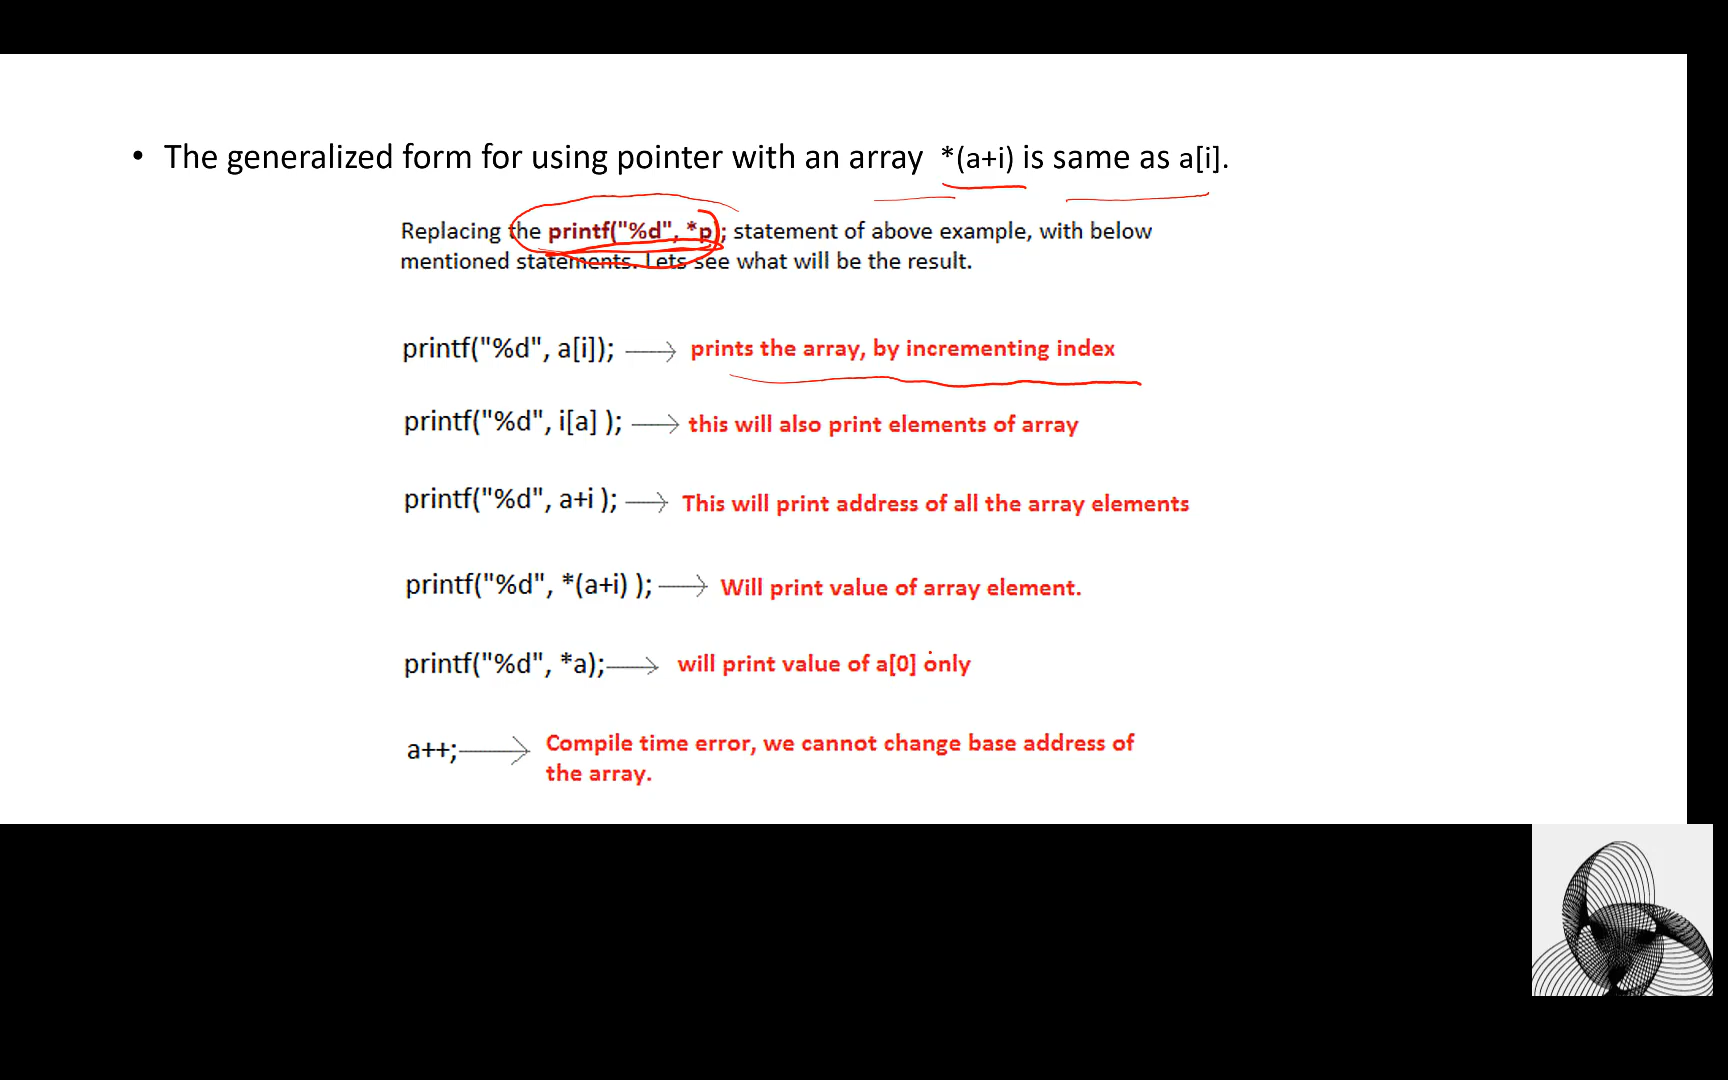 • The generalized form for using pointer with an array *(a+i) is same as a[i].
Replacing the printf("%d", *p); statement of above example, with below
mentioned statements. Lets see what will be the result.
printf("%d", a[i]); prints the array, by incrementing index
printf("%d", i[a] ); this will also print elements of array
printf("%d", a+i ); This will print address of all the array elements
printf("%d", *(a+i) ); Will print value of array element.
printf("%d", *a); will print value of a[0] only
a++; Compile time error, we cannot change base address of
the array.